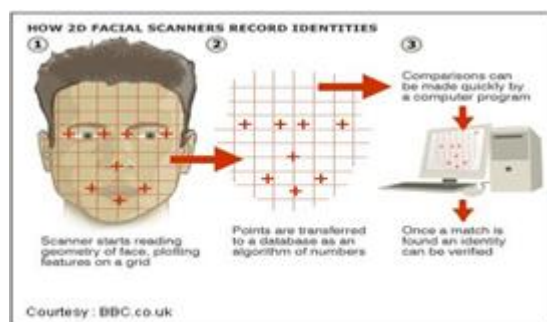 HOW 2D FACIAL SCANNERS RECORD IDENTITIES
1
2
3
Comparisons can
be made quickly by
a computer program
Scanner starts reading
geometry of face, plotting
features on a grid
Points are transferred
to a database as an
algorithm of numbers
Once a match is
found an identity
can be verified
Courtesy : BBC.co.uk